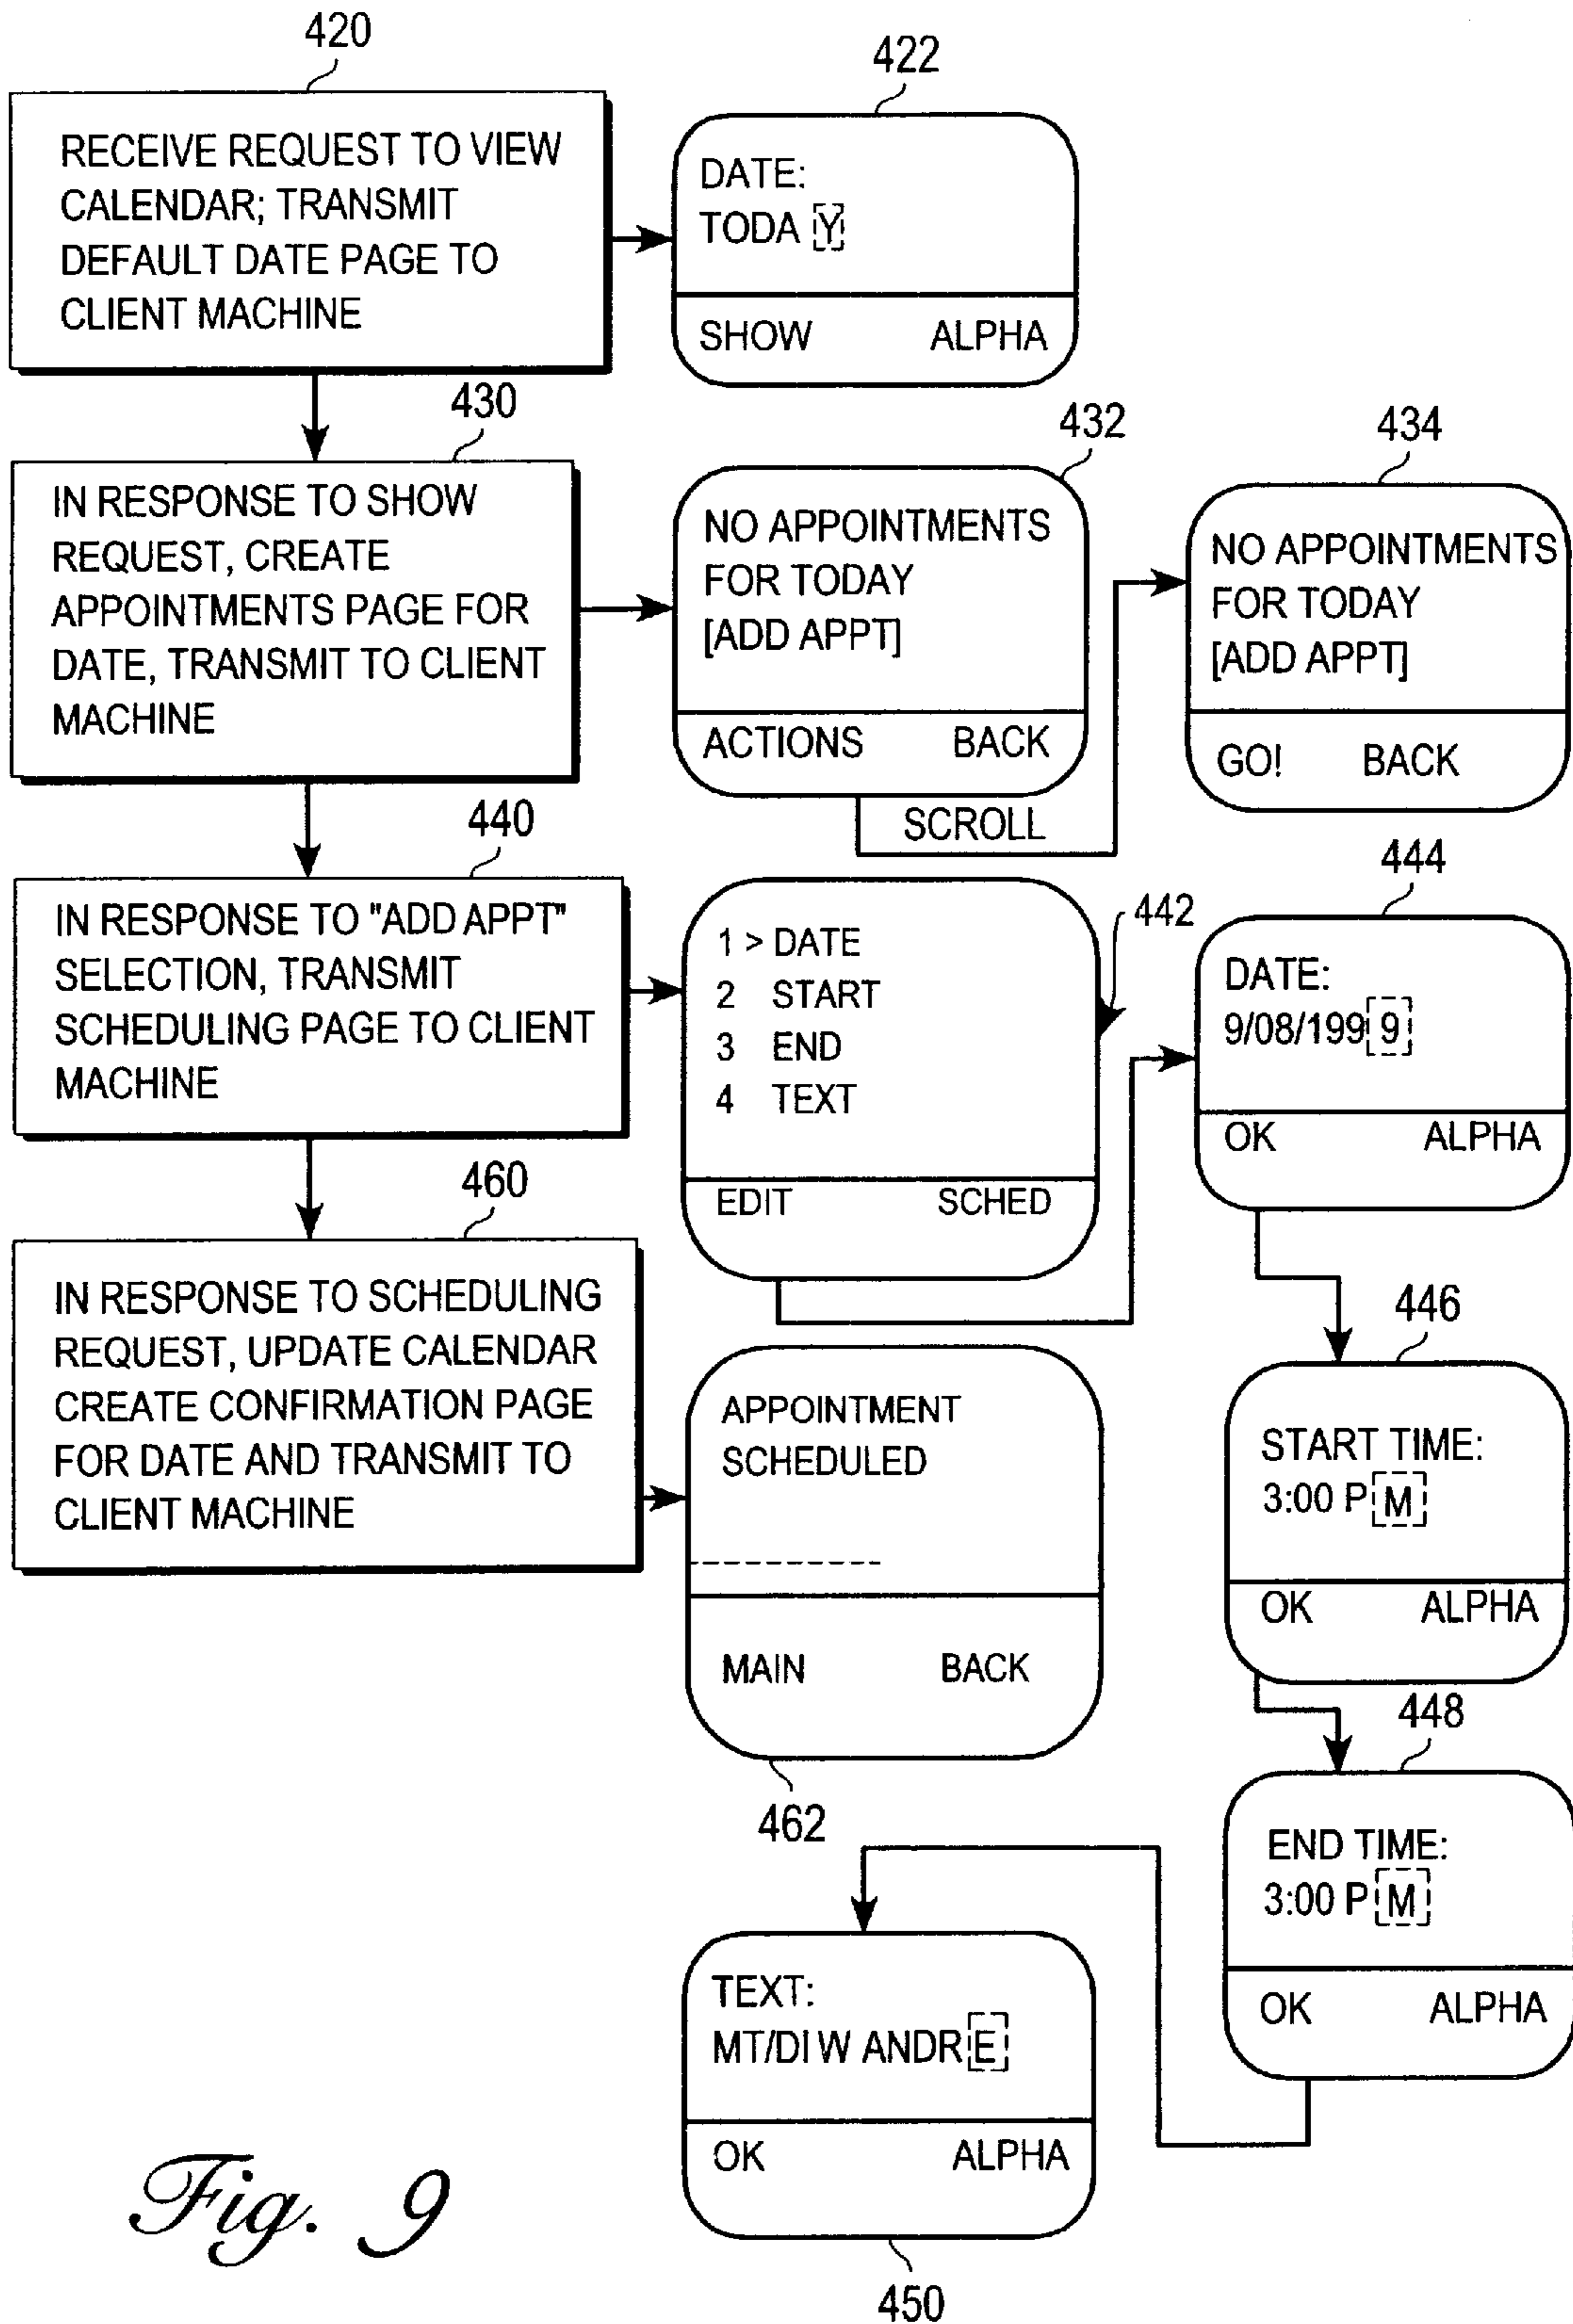 420
RECEIVE REQUEST TO VIEW
CALENDAR; TRANSMIT
DEFAULT DATE PAGE TO
CLIENT MACHINE
422
DATE:
TODA Y
SHOW ALPHA
430
IN RESPONSE TO SHOW
REQUEST, CREATE
APPOINTMENTS PAGE FOR
DATE, TRANSMIT TO CLIENT
MACHINE
432
NO APPOINTMENTS
FOR TODAY
[ADD APPT]
ACTIONS BACK
SCROLL
434
NO APPOINTMENTS
FOR TODAY
[ADD APPT]
GO! BACK
440
IN RESPONSE TO "ADD APPT"
SELECTION, TRANSMIT
SCHEDULING PAGE TO CLIENT
MACHINE
442
1 > DATE
2 START
3 END
4 TEXT
EDIT SCHED
444
DATE:
9/08/199 9
OK ALPHA
446
START TIME:
3:00 P M
OK ALPHA
448
END TIME:
3:00 P M
OK ALPHA
460
IN RESPONSE TO SCHEDULING
REQUEST, UPDATE CALENDAR
CREATE CONFIRMATION PAGE
FOR DATE AND TRANSMIT TO
CLIENT MACHINE
APPOINTMENT
SCHEDULED
MAIN BACK
462
TEXT:
MT/DI W ANDR E
OK ALPHA
450
Fig. 9